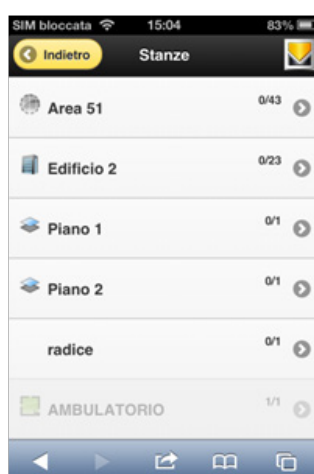 SIM bloccata 15:04 83%
Indietro Stanze
Area 51 0/43
Edificio 2 0/23
Piano 1 0/1
Piano 2 0/1
radice 0/1
AMBULATORIO 1/1